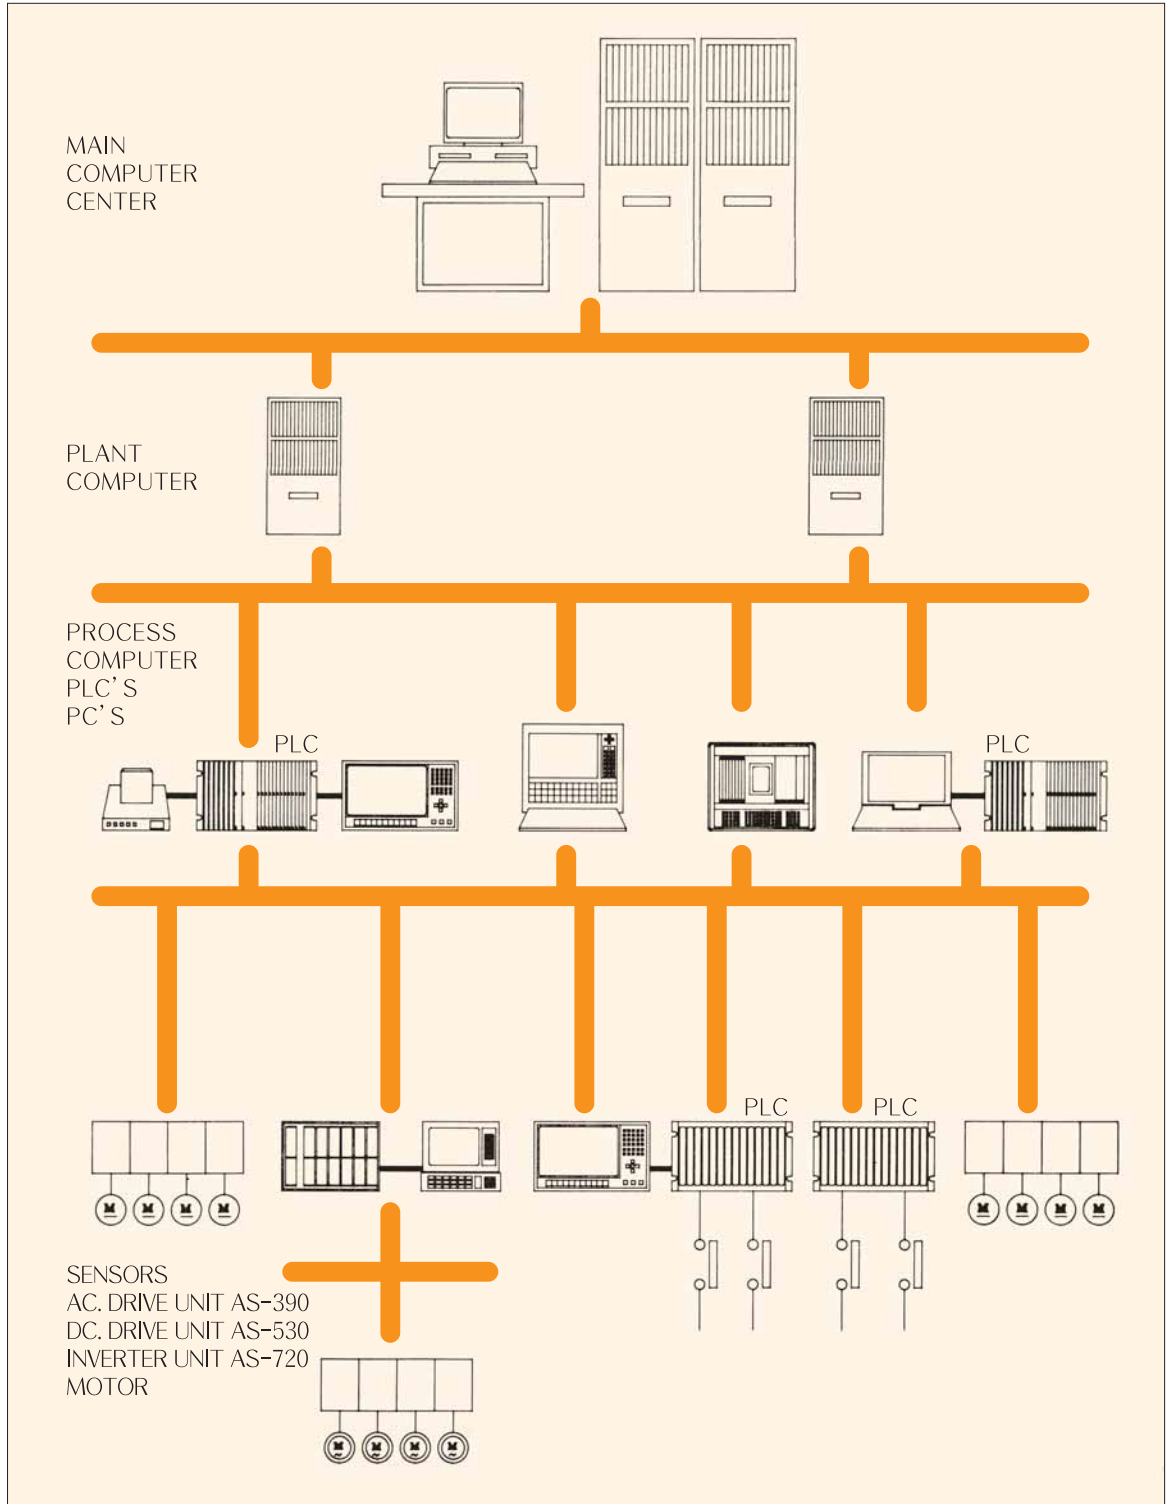 MAIN
COMPUTER
CENTER
PLANT
COMPUTER
PROCESS
COMPUTER
PLC'S
PC'S
PLC
PLC
PLC
PLC
M
M
M
M
M
M
M
M
SENSORS
AC. DRIVE UNIT AS-390
DC. DRIVE UNIT AS-530
INVERTER UNIT AS-720
MOTOR
M
M
M
M